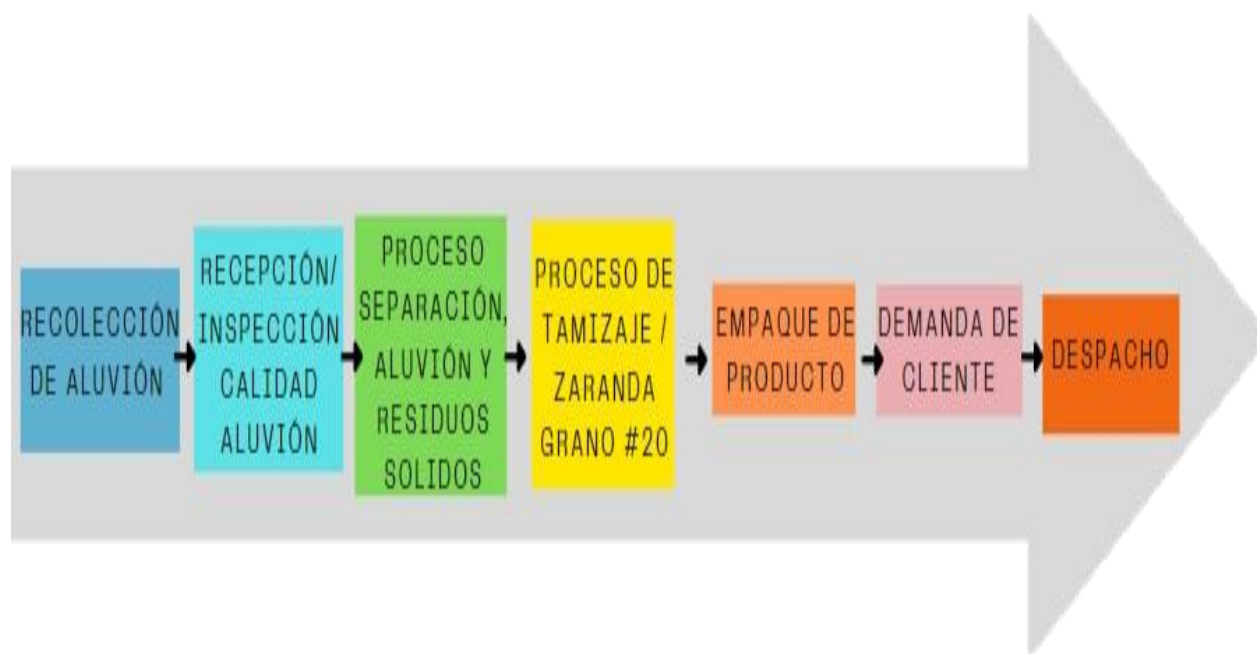 RECOLECCIÓN
DE ALUVIÓN
RECEPCIÓN/
INSPECCIÓN
CALIDAD
ALUVIÓN
PROCESO
SEPARACIÓN,
ALUVIÓN Y
RESIDUOS
SOLIDOS
PROCESO DE
TAMIZAJE /
ZARANDA
GRANO #20
EMPAQUE DE
PRODUCTO
DEMANDA DE
CLIENTE
DESPACHO